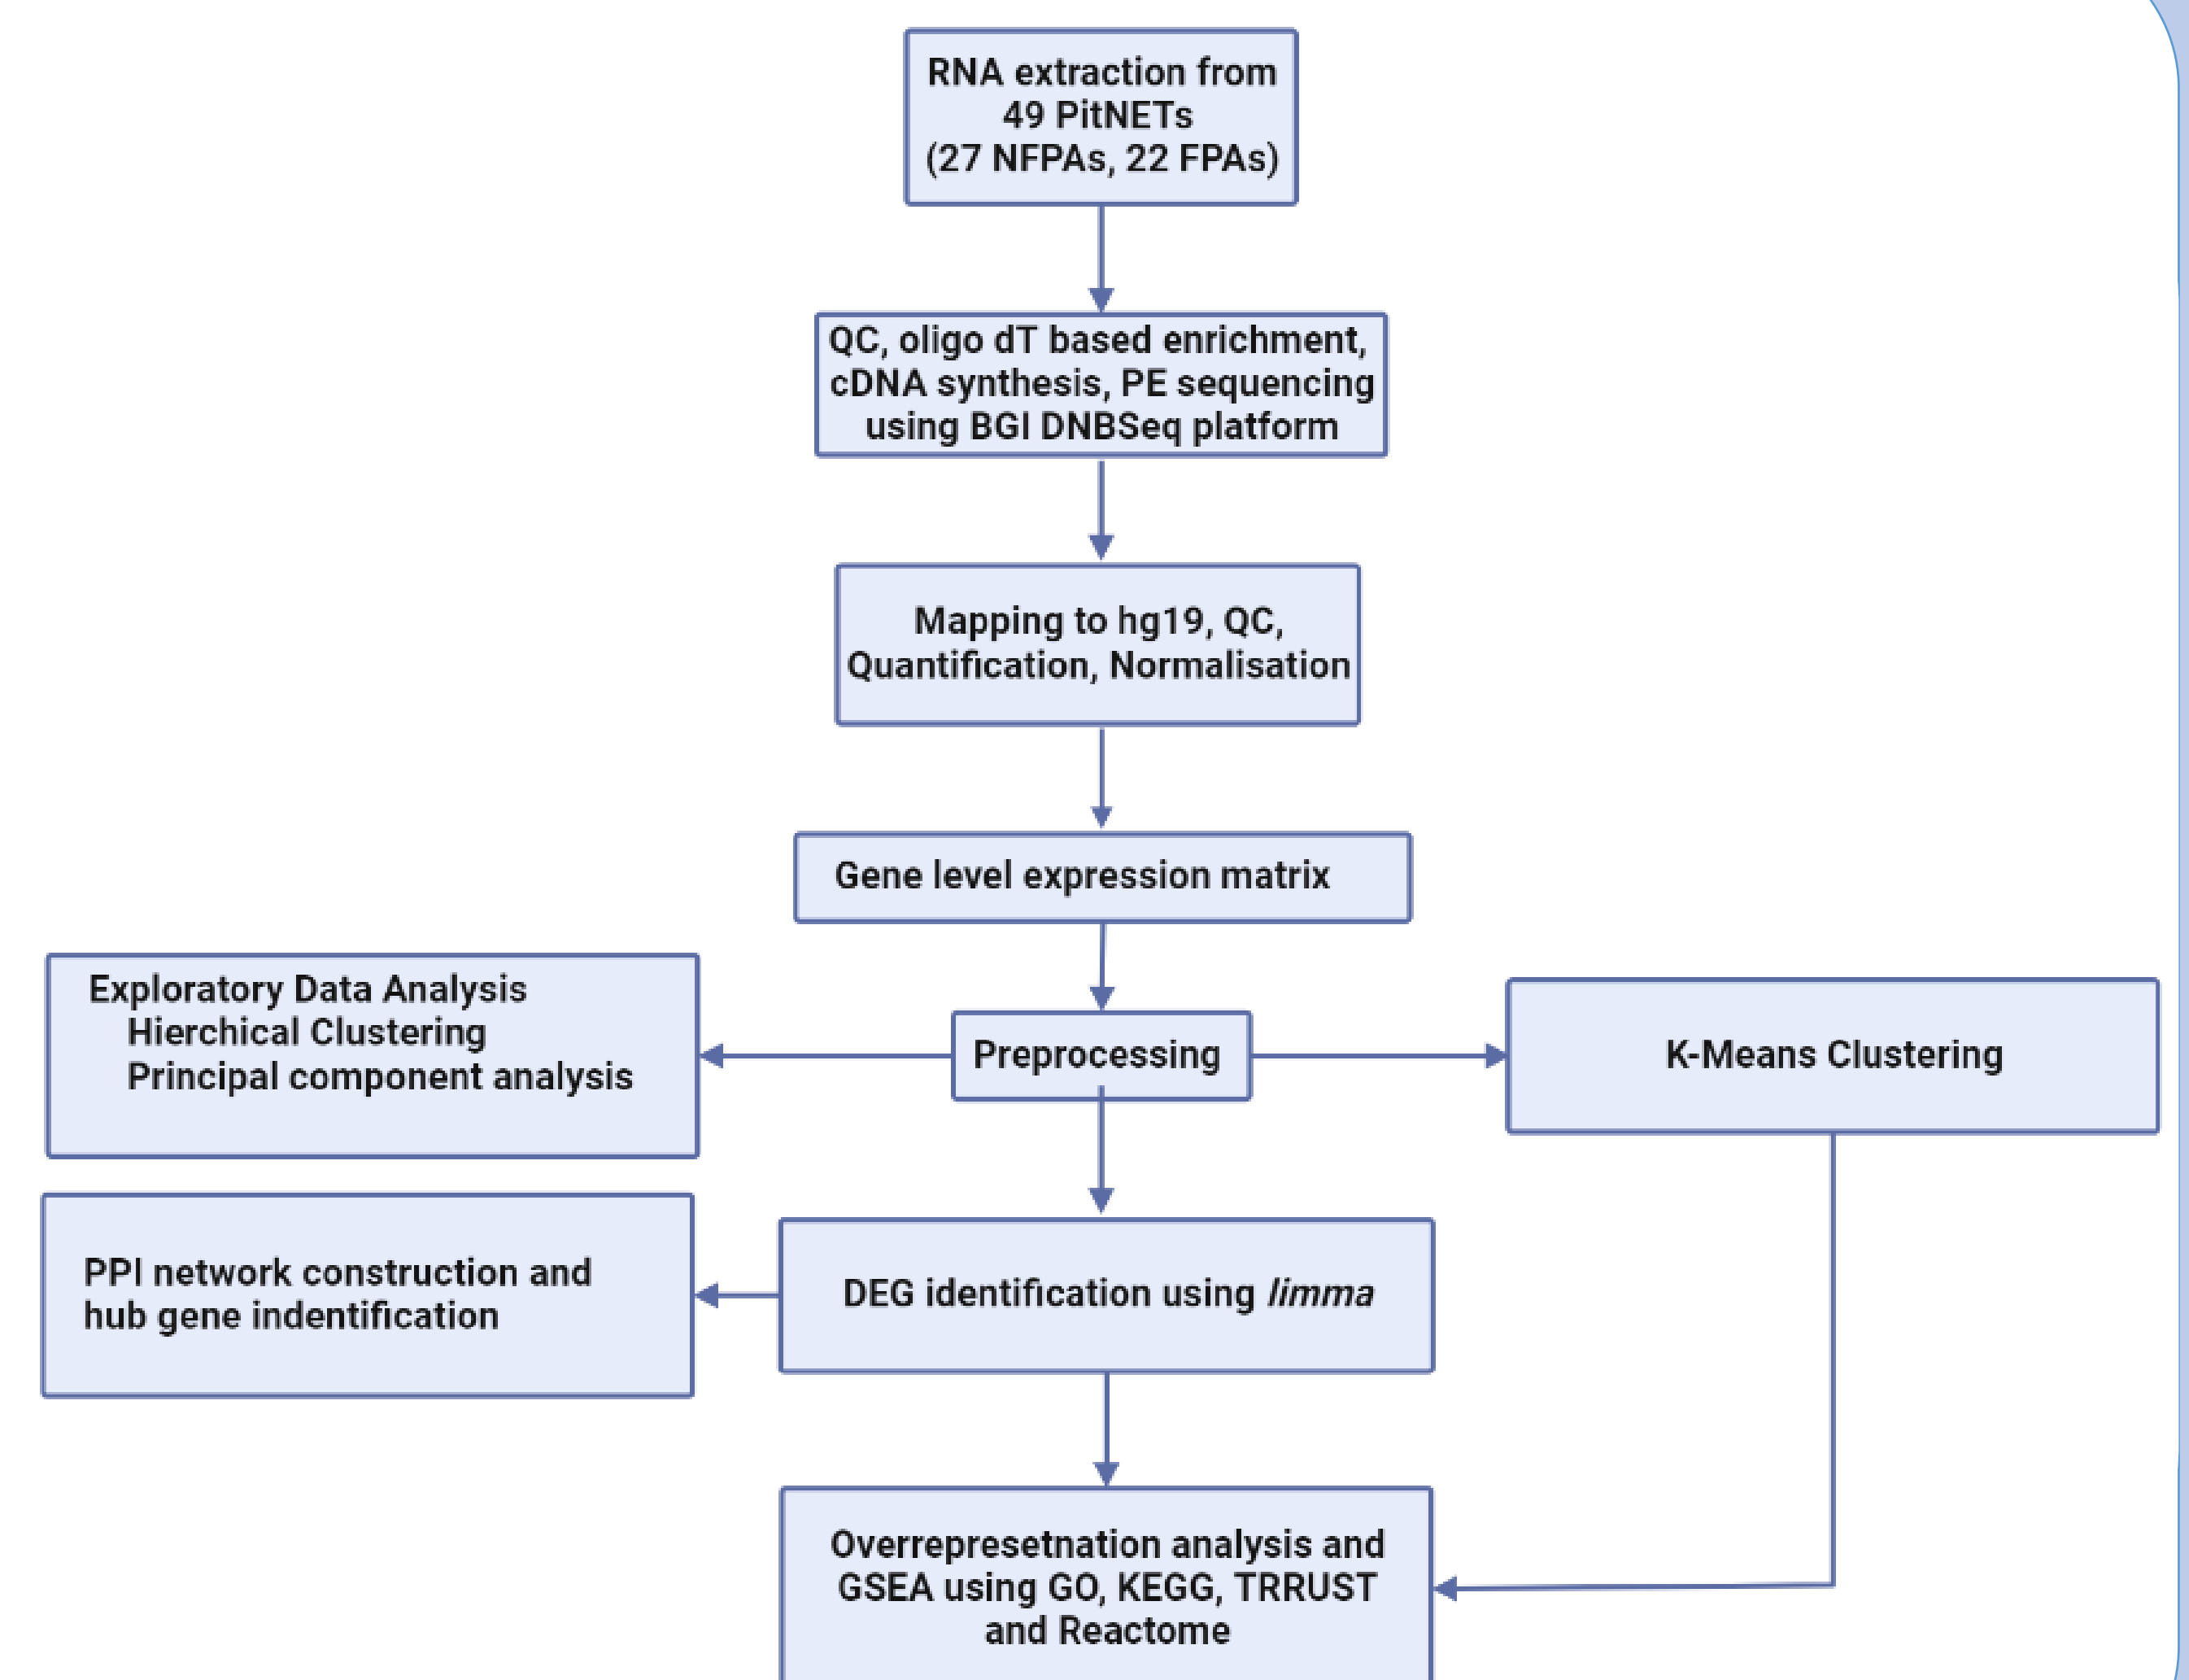 RNA extraction from
49 PitNETs
(27 NFPAs, 22 FPAs)
QC, oligo dT based enrichment,
cDNA synthesis, PE sequencing
using BGI DNBSeq platform
Mapping to hg19, QC,
Quantification, Normalisation
Gene level expression matrix
Exploratory Data Analysis
Hierchical Clustering
Principal component analysis
Preprocessing
K-Means Clustering
PPI network construction and
hub gene indentification
DEG identification using limma
Overrepresetnation analysis and
GSEA using GO, KEGG, TRRUST
and Reactome